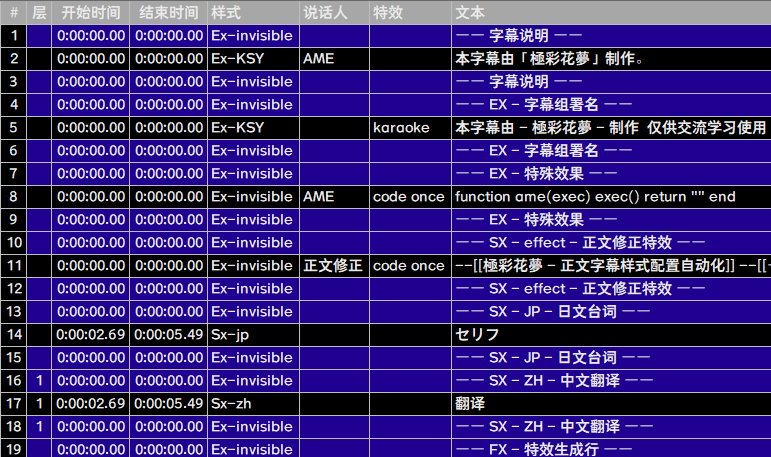 # 层 开始时间 结束时间 样式 说话人 特效 文本
1 0:00:00.00 0:00:00.00 Ex-invisible —— 字幕说明 ——
2 0:00:00.00 0:00:00.00 Ex-KSY AME 本字幕由「極彩花夢」制作。
3 0:00:00.00 0:00:00.00 Ex-invisible —— 字幕说明 ——
4 0:00:00.00 0:00:00.00 Ex-invisible —— EX - 字幕组署名 ——
5 0:00:00.00 0:00:00.00 Ex-KSY karaoke 本字幕由 - 極彩花夢 - 制作 仅供交流学习使用
6 0:00:00.00 0:00:00.00 Ex-invisible —— EX - 字幕组署名 ——
7 0:00:00.00 0:00:00.00 Ex-invisible —— EX - 特殊效果 ——
8 0:00:00.00 0:00:00.00 Ex-invisible AME code once function ame(exec) exec() return "" end
9 0:00:00.00 0:00:00.00 Ex-invisible —— EX - 特殊效果 ——
10 0:00:00.00 0:00:00.00 Ex-invisible —— SX - effect - 正文修正特效 ——
11 0:00:00.00 0:00:00.00 Ex-invisible 正文修正 code once --[[極彩花夢 - 正文字幕样式配置自动化]] --[[-
12 0:00:00.00 0:00:00.00 Ex-invisible —— SX - effect - 正文修正特效 ——
13 0:00:00.00 0:00:00.00 Ex-invisible —— SX - JP - 日文台词 ——
14 0:00:02.69 0:00:05.49 Sx-jp セリフ
15 0:00:00.00 0:00:00.00 Ex-invisible —— SX - JP - 日文台词 ——
16 1 0:00:00.00 0:00:00.00 Ex-invisible —— SX - ZH - 中文翻译 ——
17 1 0:00:02.69 0:00:05.49 Sx-zh 翻译
18 1 0:00:00.00 0:00:00.00 Ex-invisible —— SX - ZH - 中文翻译 ——
19 0:00:00.00 0:00:00.00 Ex-invisible —— FX - 特效生成行 ——